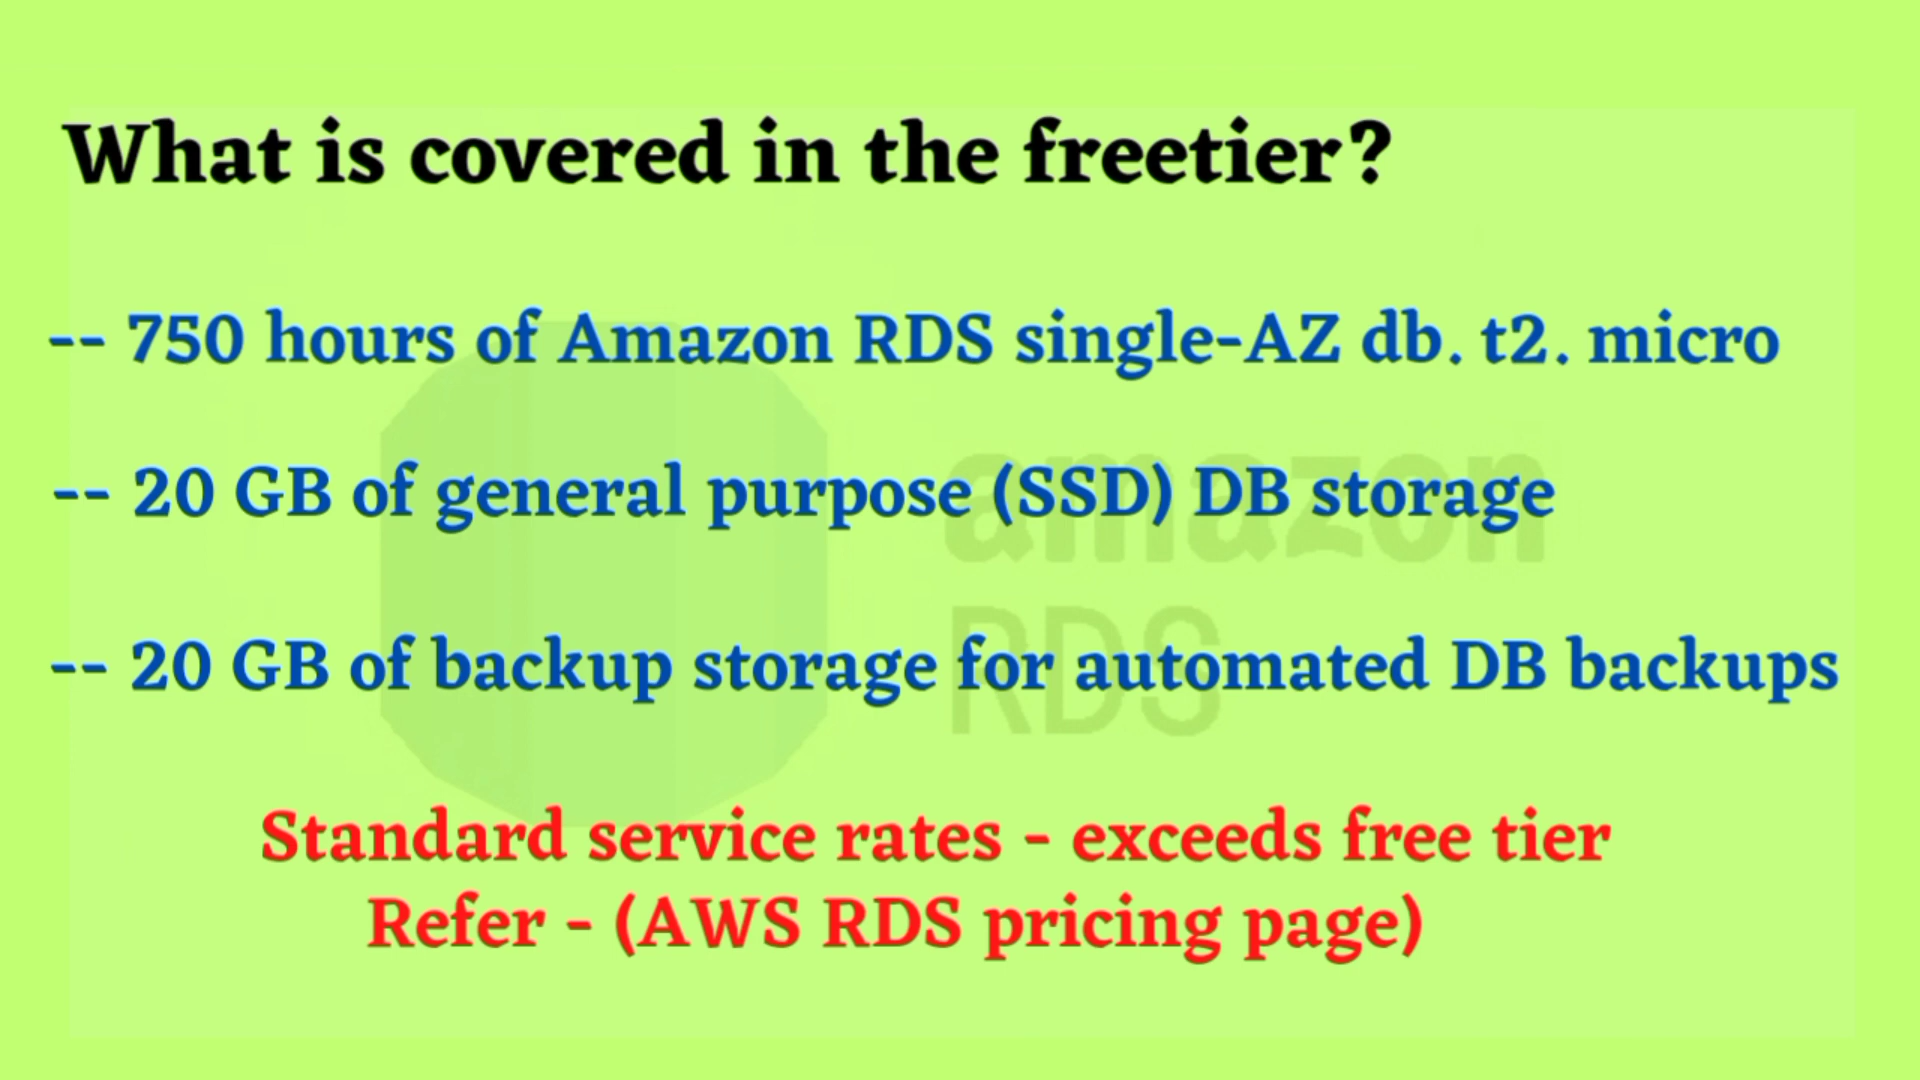 What is covered in the freetier?
-- 750 hours of Amazon RDS single-AZ db. t2. micro
-- 20 GB of general purpose (SSD) DB storage
amazon
-- 20 GB of backup storage for automated DB backups
RDS
Standard service rates - exceeds free tier
Refer - (AWS RDS pricing page)